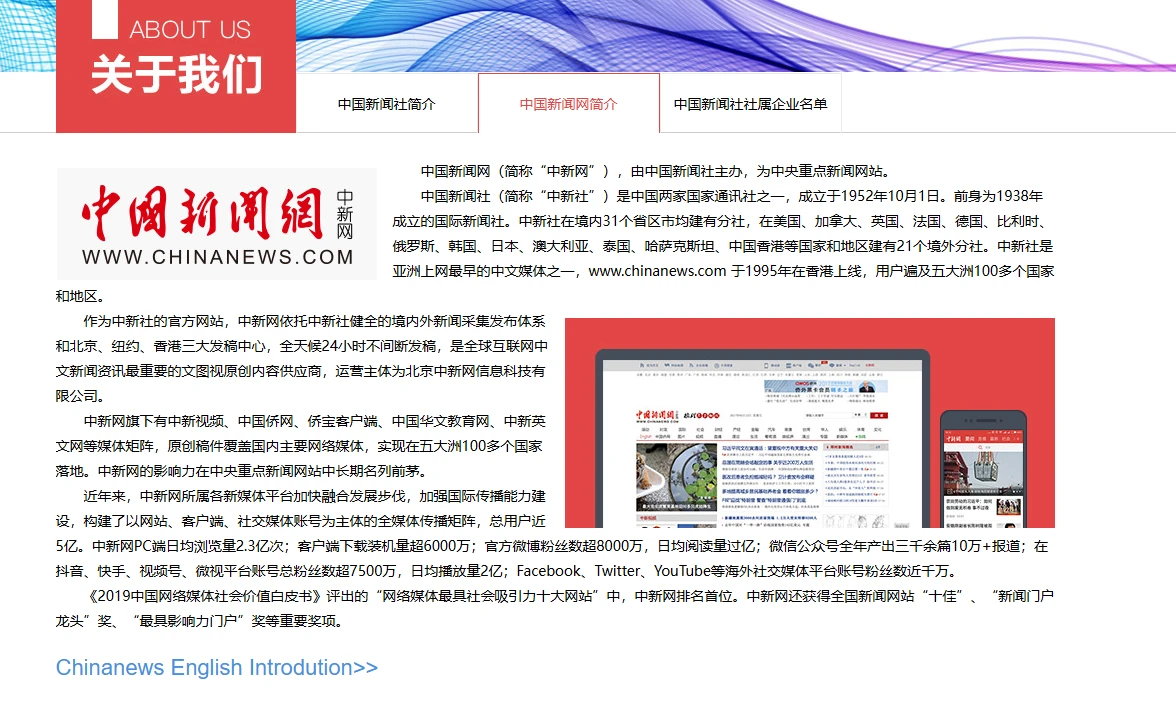 ABOUT US
关于我们
中国新闻社简介
中国新闻网简介
中国新闻社社属企业名单
中國新聞網
中新网
WWW.CHINANEWS.COM
中国新闻网（简称“中新网”），由中国新闻社主办，为中央重点新闻网站。
中国新闻社（简称“中新社”）是中国两家国家通讯社之一，成立于1952年10月1日。前身为1938年
成立的国际新闻社。中新社在境内31个省区市均建有分社，在美国、加拿大、英国、法国、德国、比利时、
俄罗斯、韩国、日本、澳大利亚、泰国、哈萨克斯坦、中国香港等国家和地区建有21个境外分社。中新社是
亚洲上网最早的中文媒体之一，www.chinanews.com 于1995年在香港上线，用户遍及五大洲100多个国家
和地区。
作为中新社的官方网站，中新网依托中新社健全的境内外新闻采集发布体系
和北京、纽约、香港三大发稿中心，全天候24小时不间断发稿，是全球互联网中
文新闻资讯最重要的文图视原创内容供应商，运营主体为北京中新网信息科技有
限公司。
中新网旗下有中新视频、中国侨网、侨宝客户端、中国华文教育网、中新英
文网等媒体矩阵，原创稿件覆盖国内主要网络媒体，实现在五大洲100多个国家
落地。中新网的影响力在中央重点新闻网站中长期名列前茅。
近年来，中新网所属各新媒体平台加快融合发展步伐，加强国际传播能力建
设，构建了以网站、客户端、社交媒体账号为主体的全媒体传播矩阵，总用户近
5亿。中新网PC端日均浏览量2.3亿次；客户端下载装机量超6000万；官方微博粉丝数超8000万，日均阅读量过亿；微信公众号全年产出三千余篇10万+报道；在
抖音、快手、视频号、微视平台账号总粉丝数超7500万，日均播放量2亿；Facebook、Twitter、YouTube等海外社交媒体平台账号粉丝数近千万。
《2019中国网络媒体社会价值白皮书》评出的“网络媒体最具社会吸引力十大网站”中，中新网排名首位。中新网还获得全国新闻网站“十佳”、“新闻门户
龙头”奖、“最具影响力门户”奖等重要奖项。
Chinanews English Introdution>>